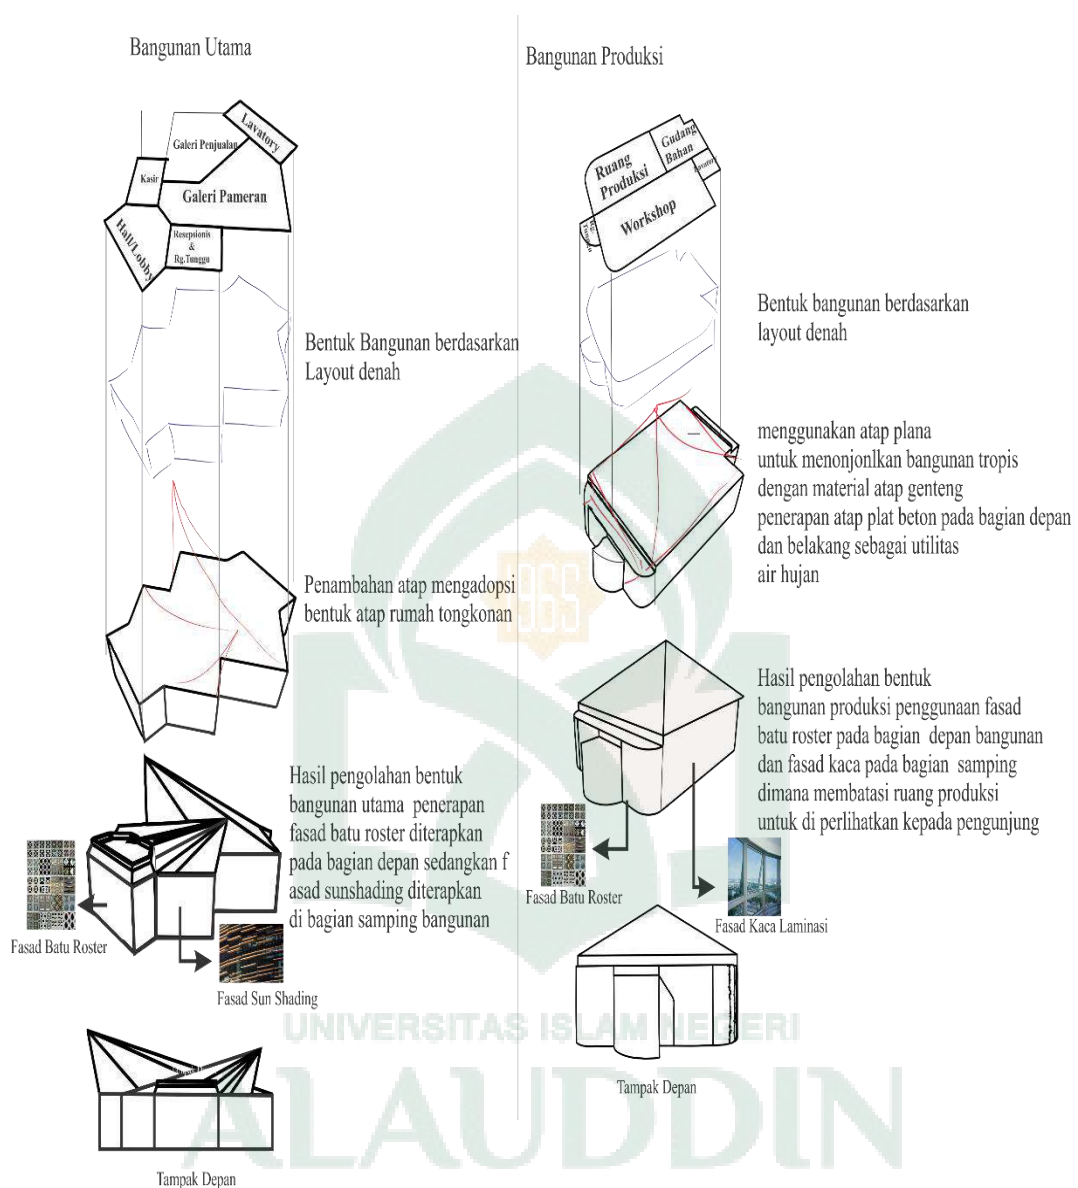 Bangunan Utama
Lavatory
Galeri Penjualan
Kasir
Galeri Pameran
Hall/Lobby
Resepsionis
&
Rg.Tunggu
Bentuk Bangunan berdasarkan
Layout denah
Penambahan atap mengadopsi
bentuk atap rumah tongkonan
Hasil pengolahan bentuk
bangunan utama penerapan
fasad batu roster diterapkan
pada bagian depan sedangkan f
asad sunshading diterapkan
di bagian samping bangunan
Fasad Batu Roster
Fasad Sun Shading
Tampak Depan
Bangunan Produksi
Gudang
Bahan
Ruang
Produksi
Lavatory
Workshop
Bentuk bangunan berdasarkan
layout denah
menggunakan atap plana
untuk menonjonlkan bangunan tropis
dengan material atap genteng
penerapan atap plat beton pada bagian depan
dan belakang sebagai utilitas
air hujan
Hasil pengolahan bentuk
bangunan produksi penggunaan fasad
batu roster pada bagian depan bangunan
dan fasad kaca pada bagian samping
dimana membatasi ruang produksi
untuk di perlihatkan kepada pengunjung
Fasad Batu Roster
Fasad Kaca Laminasi
Tampak Depan
1965
UNIVERSITAS ISLAM NEGERI
ALAUDDIN